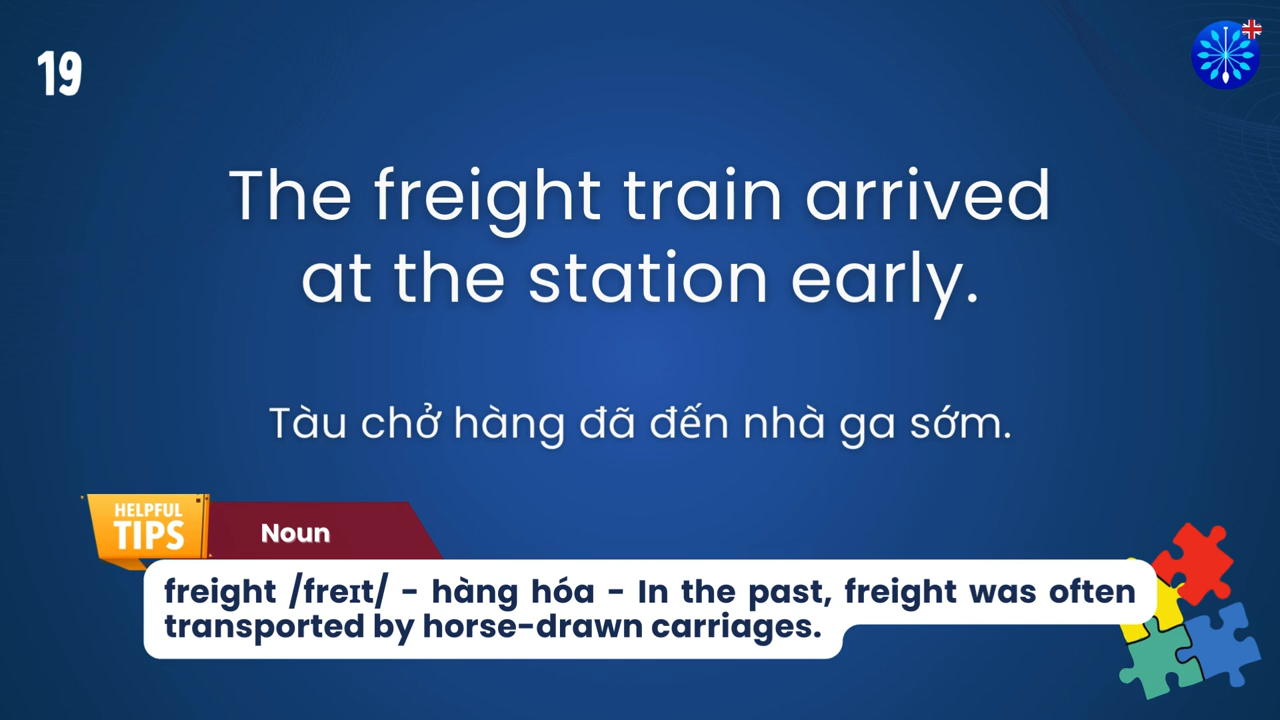 19
The freight train arrived
at the station early.
Tàu chở hàng đã đến nhà ga sớm.
HELPFUL
TIPS
Noun
freight /freɪt/ - hàng hóa - In the past, freight was often
transported by horse-drawn carriages.